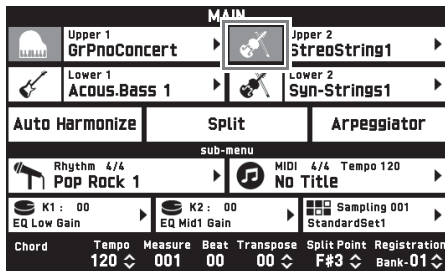 MAIN
Upper 1
GrPnoConcert
Upper 2
StreoString1
Lower 1
Acous.Bass 1
Lower 2
Syn-Strings1
Auto Harmonize
Split
Arpeggiator
sub-menu
Rhythm 4/4
Pop Rock 1
MIDI 4/4 Tempo 120
No Title
K1: 00
EQ Low Gain
K2: 00
EQ Mid1 Gain
Sampling 001
StandardSet1
Chord Tempo Measure Beat Transpose Split Point Registration
120 001 00 00 F#3 Bank-01